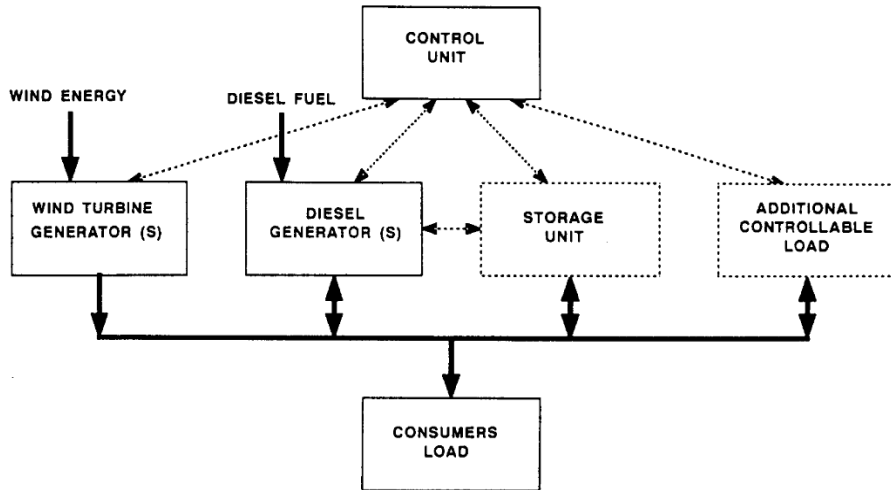 CONTROL
UNIT
WIND ENERGY
DIESEL FUEL
WIND TURBINE
GENERATOR (S)
DIESEL
GENERATOR (S)
STORAGE
UNIT
ADDITIONAL
CONTROLLABLE
LOAD
CONSUMERS
LOAD